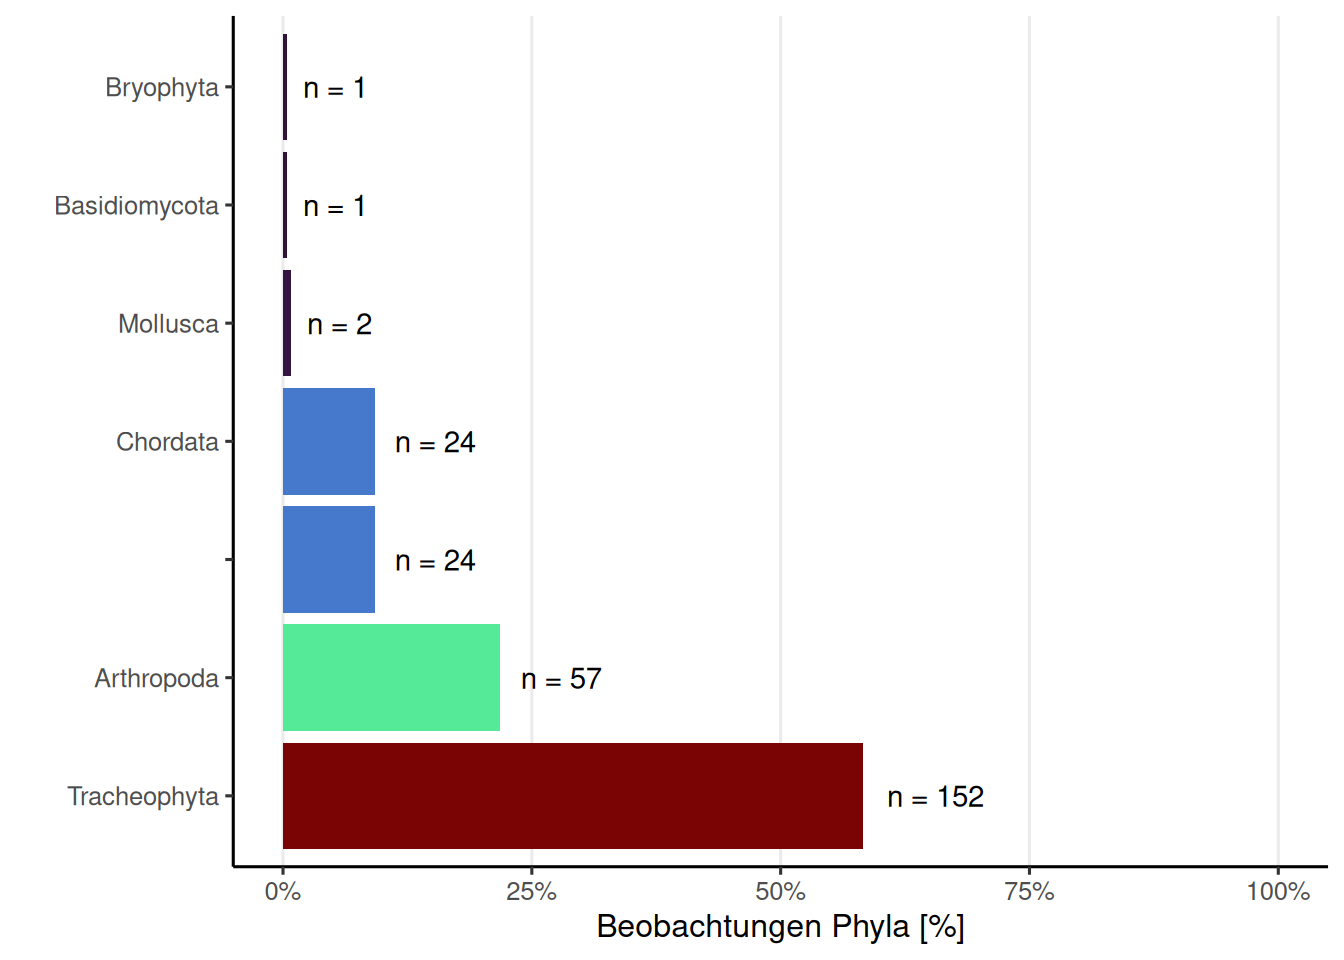 Bryophyta n = 1
Basidiomycota n = 1
Mollusca n = 2
Chordata n = 24
n = 24
Arthropoda n = 57
Tracheophyta n = 152
0% 25% 50% 75% 100%
Beobachtungen Phyla [%]